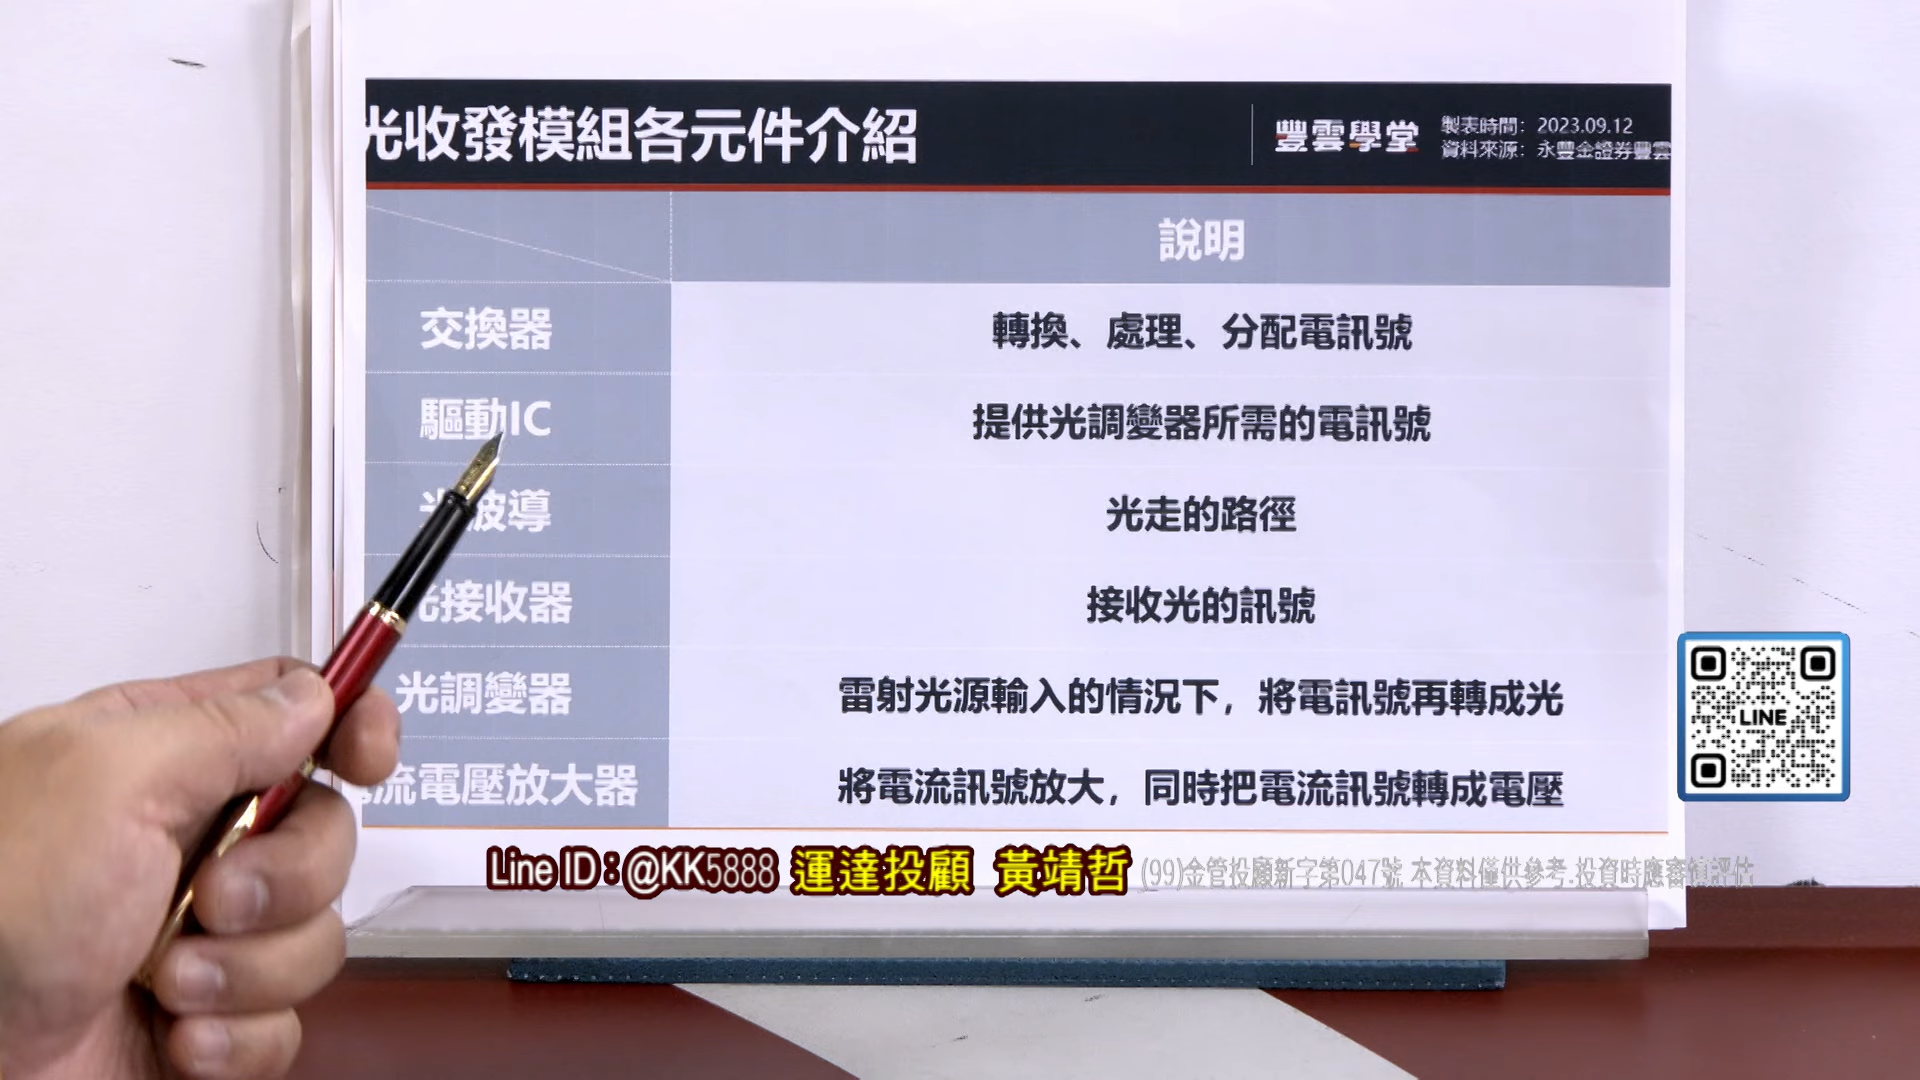 光收發模組各元件介紹
豐雲學堂
製表時間：2023.09.12
資料來源：永豐金證券豐雲
說明
交換器 轉換、處理、分配電訊號
驅動IC 提供光調變器所需的電訊號
光波導 光走的路徑
光接收器 接收光的訊號
光調變器 雷射光源輸入的情況下，將電訊號再轉成光
流電壓放大器 將電流訊號放大，同時把電流訊號轉成電壓
LINE
Line ID：@KK5888 運達投顧 黃靖哲 (99)金管投顧新字第047號 本資料僅供參考.投資時應審慎評估